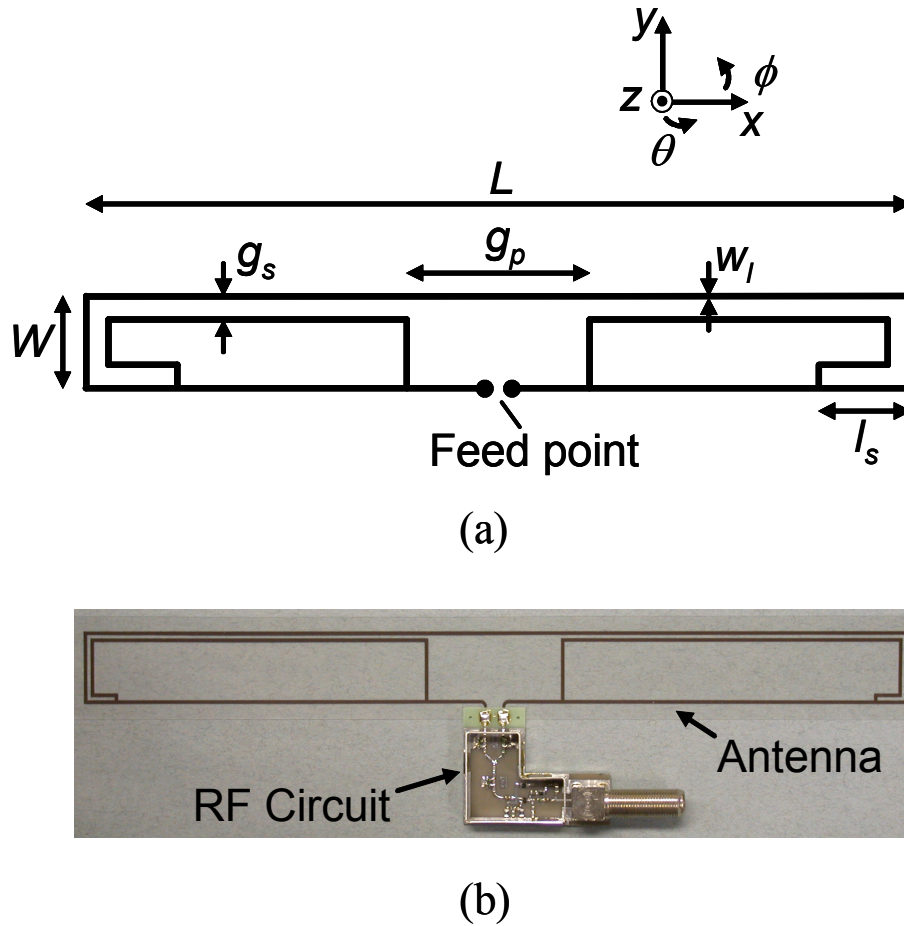 y
ϕ
z
x
θ
L
g_s
g_p
w_l
W
Feed point
l_s
(a)
Antenna
RF Circuit
(b)